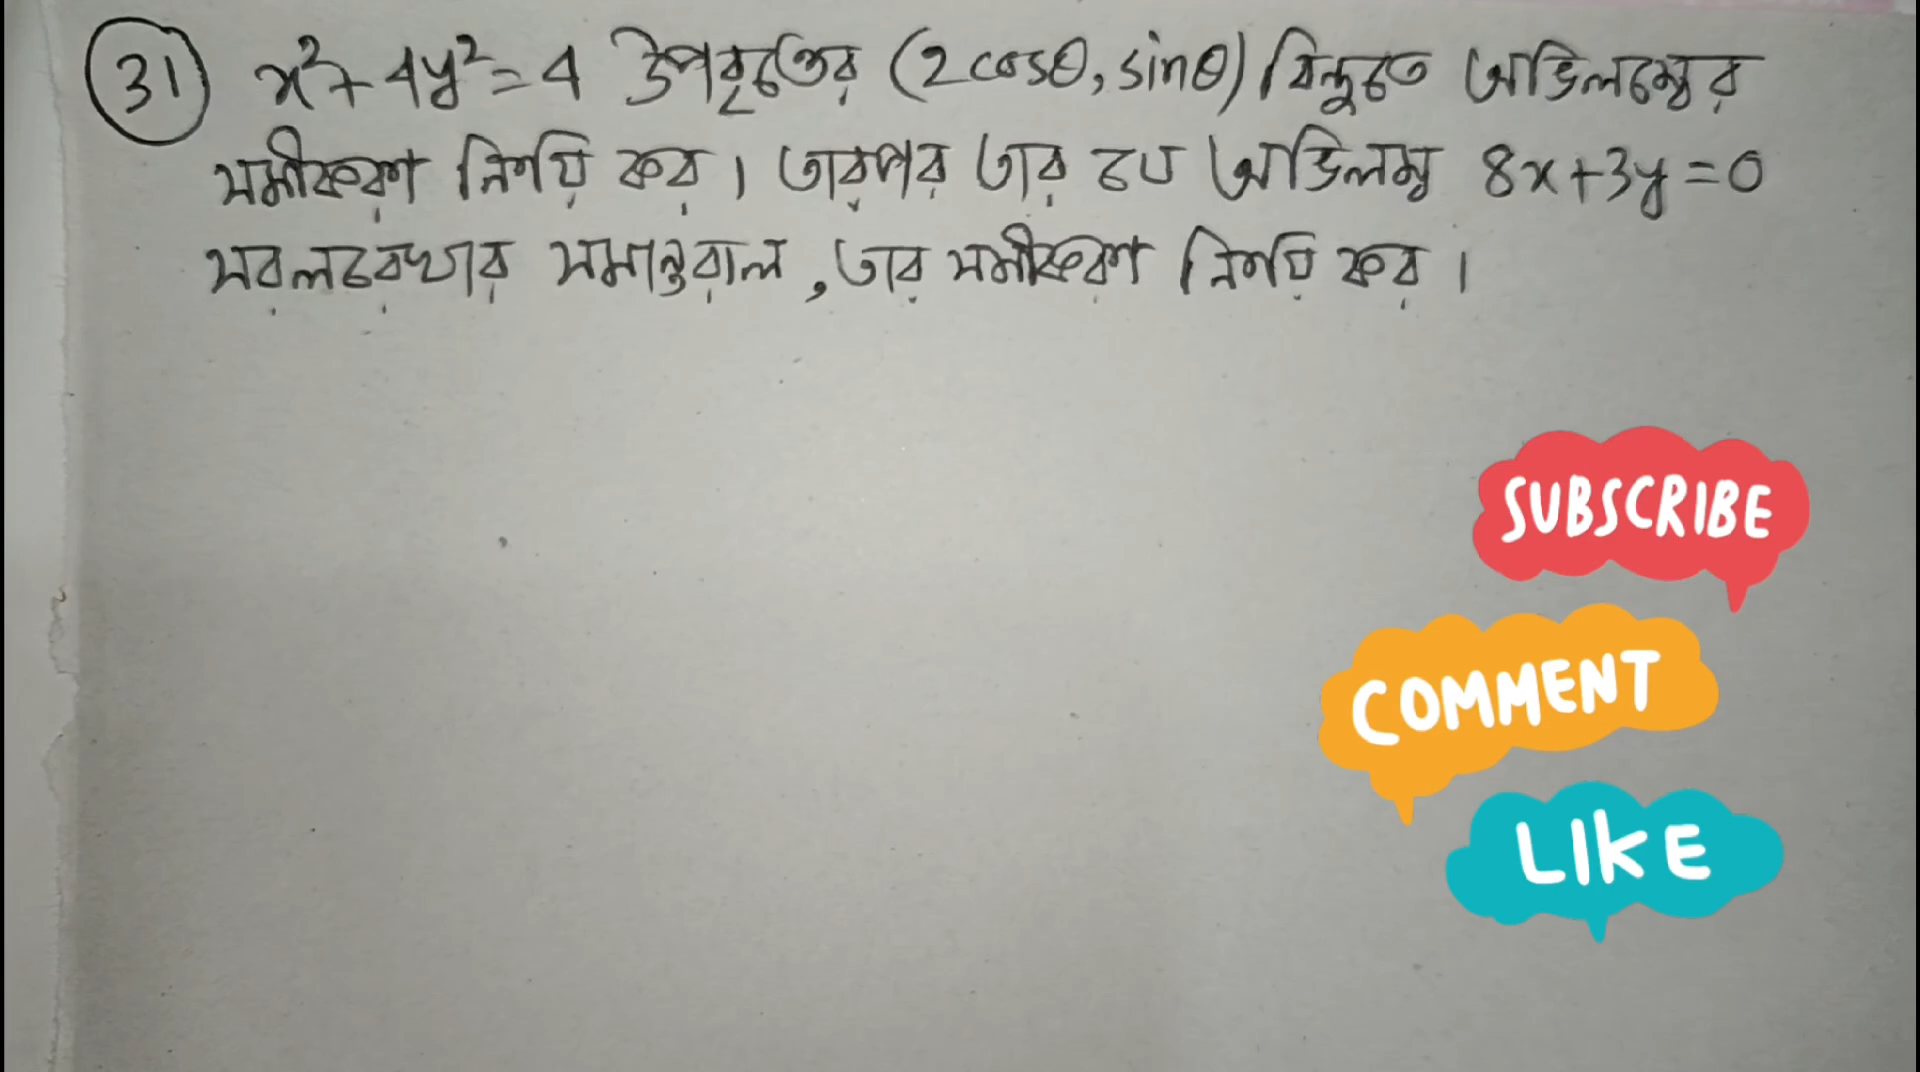 31 x²+4y²=4 উপবৃত্তের (2cosθ, sinθ) বিন্দুতে অভিলম্বের
সমীকরণ নির্ণয় কর। তারপর তার যে অভিলম্ব 8x+3y=0
সরলরেখার সমান্তরাল, তার সমীকরণ নির্ণয় কর।
SUBSCRIBE
COMMENT
LIKE